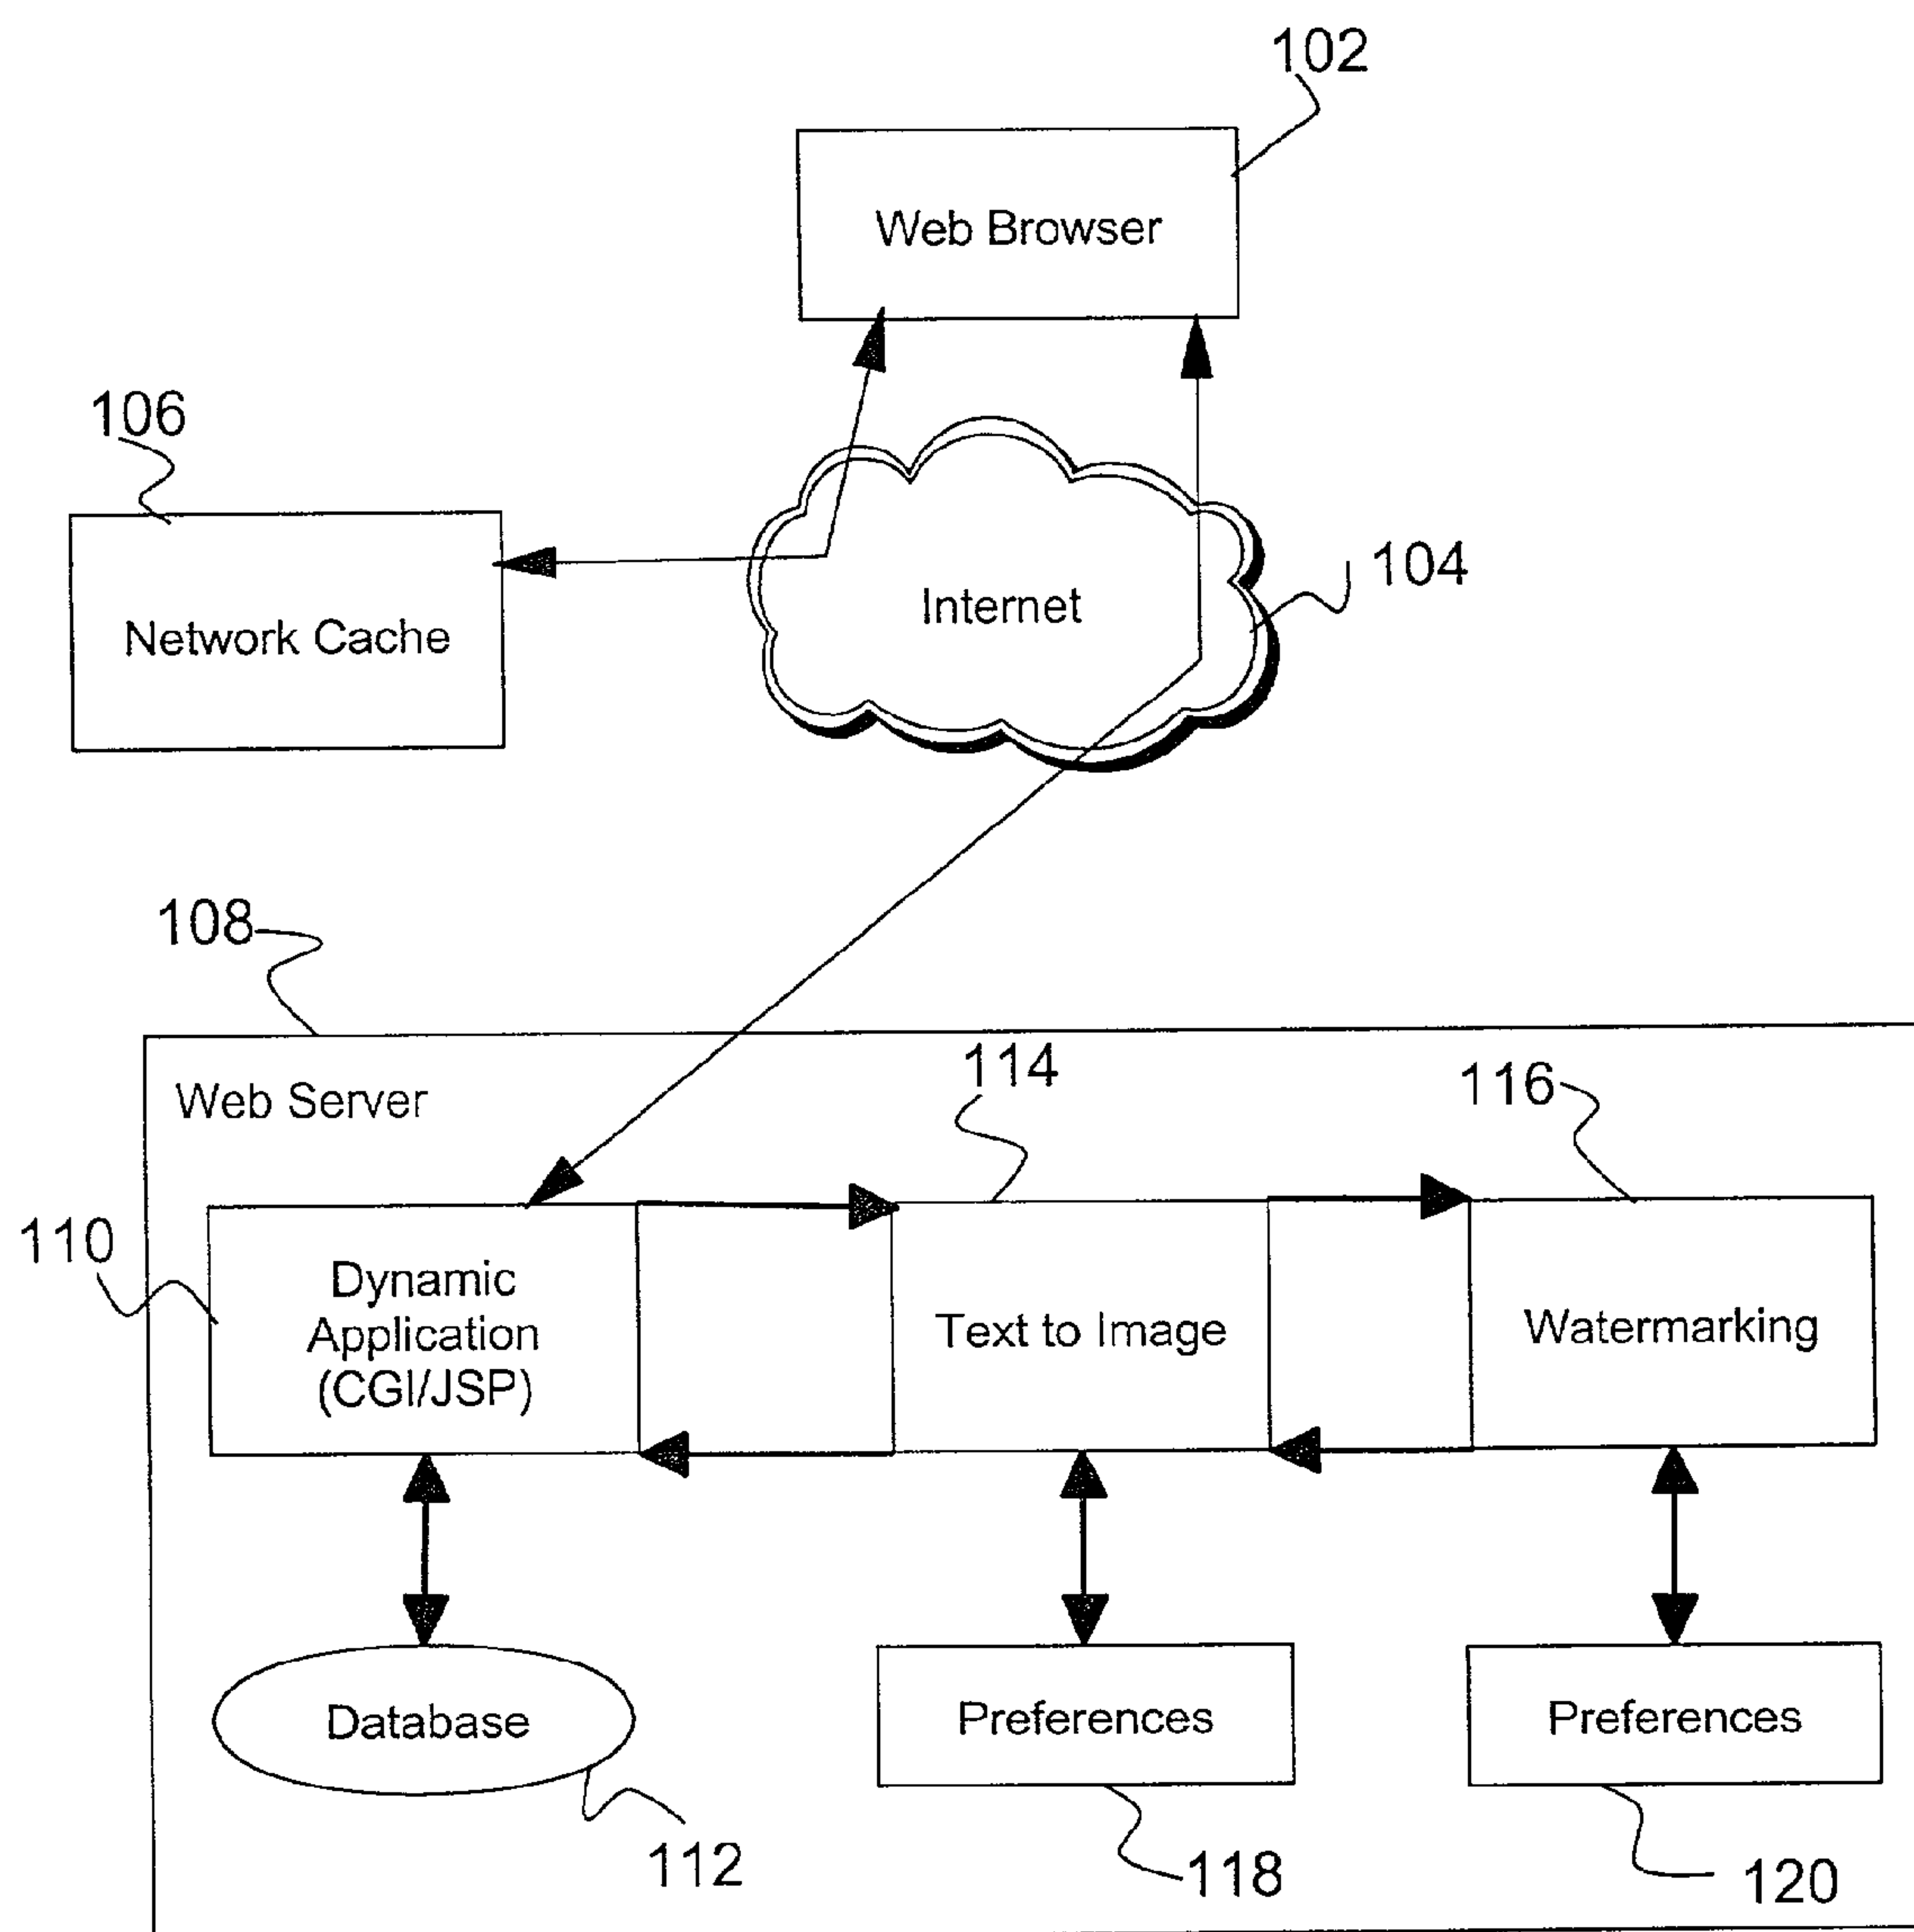 102
Web Browser
106
104
Internet
Network Cache
108
114
116
Web Server
110
Dynamic
Application
(CGI/JSP)
Text to Image
Watermarking
Database
Preferences
Preferences
112
118
120